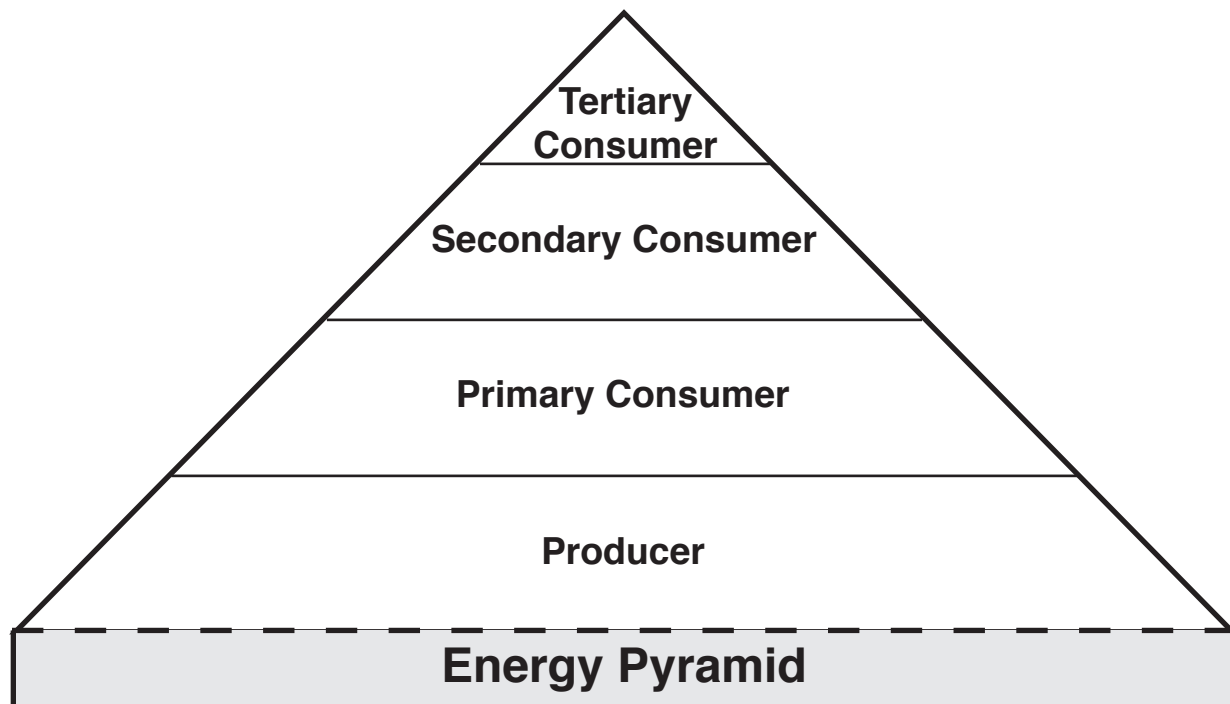 Tertiary
Consumer
Secondary Consumer
Primary Consumer
Producer
Energy Pyramid